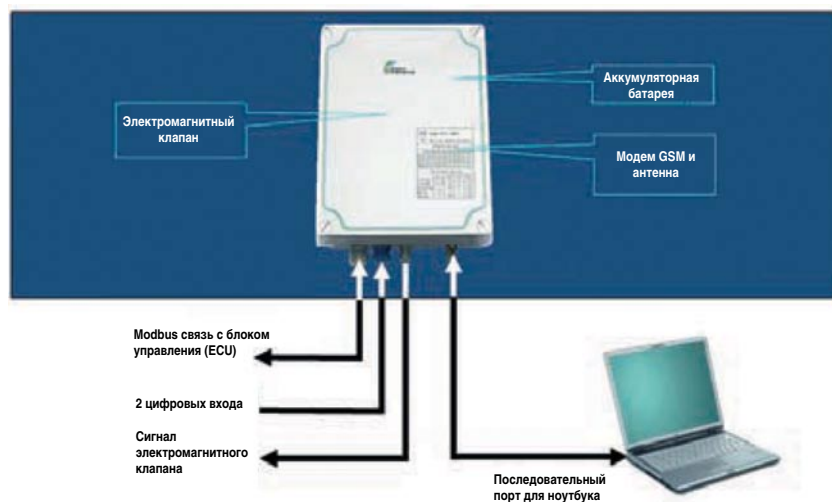 Электромагнитный
клапан
Аккумуляторная
батарея
Модем GSM и
антенна
Modbus связь с блоком
управления (ECU)
2 цифровых входа
Сигнал
электромагнитного
клапана
Последовательный
порт для ноутбука